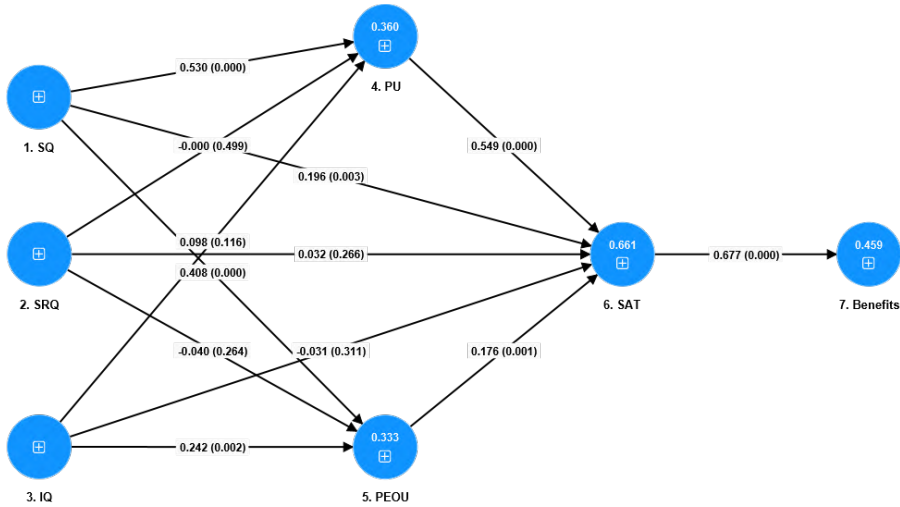 0.360
4. PU
0.530 (0.000)
1. SQ
-0.000 (0.499)
0.549 (0.000)
0.196 (0.003)
0.098 (0.116)
0.032 (0.266)
0.661
0.677 (0.000)
0.459
0.408 (0.000)
2. SRQ
6. SAT
7. Benefits
-0.040 (0.264)
-0.031 (0.311)
0.176 (0.001)
0.333
0.242 (0.002)
3. IQ
5. PEOU